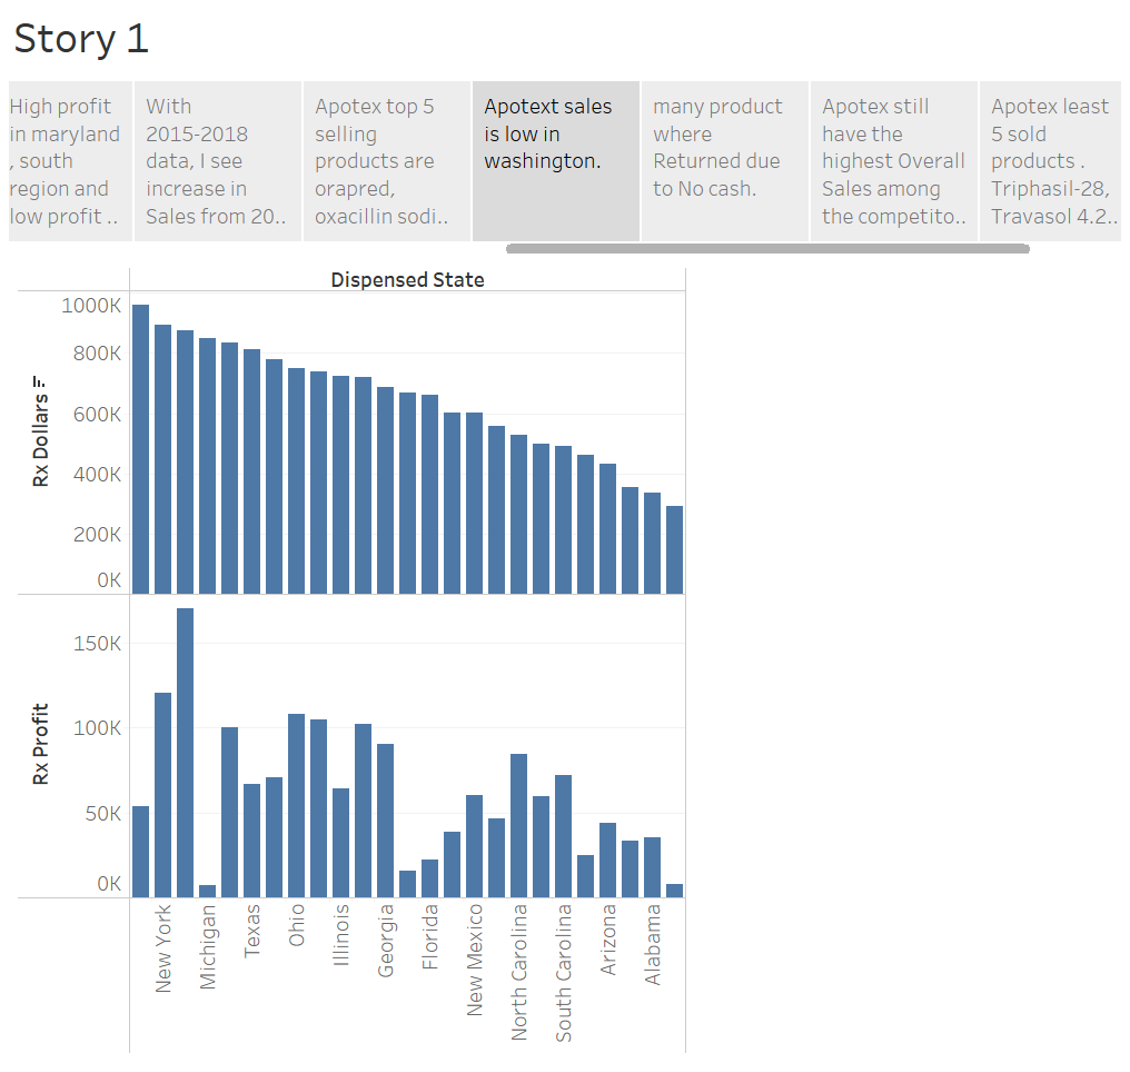 Story 1
High profit
in maryland
, south
region and
low profit ..
With
2015-2018
data, I see
increase in
Sales from 20..
Apotex top 5
selling
products are
orapred,
oxacillin sodi..
Apotext sales
is low in
washington.
many product
where
Returned due
to No cash.
Apotex still
have the
highest Overall
Sales among
the competito..
Apotex least
5 sold
products .
Triphasil-28,
Travasol 4.2..
Dispensed State
Rx Dollars
1000K
800K
600K
400K
200K
0K
Rx Profit
150K
100K
50K
0K
New York
Michigan
Texas
Ohio
Illinois
Georgia
Florida
New Mexico
North Carolina
South Carolina
Arizona
Alabama